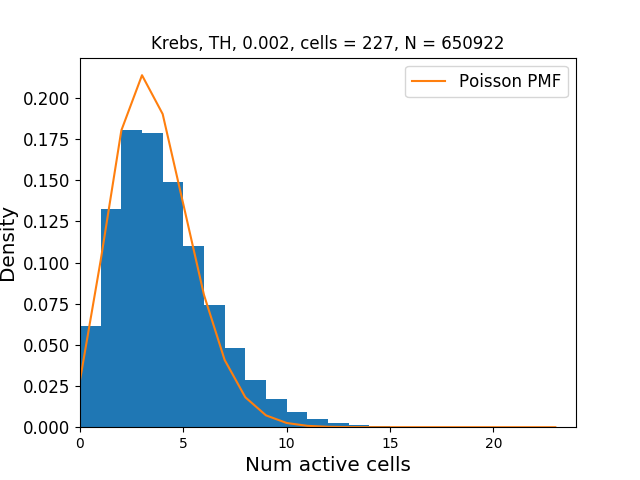 Krebs, TH, 0.002, cells = 227, N = 650922
Poisson PMF
0.200
0.175
0.150
0.125
0.100
0.075
0.050
0.025
0.000
Density
0 5 10 15 20
Num active cells